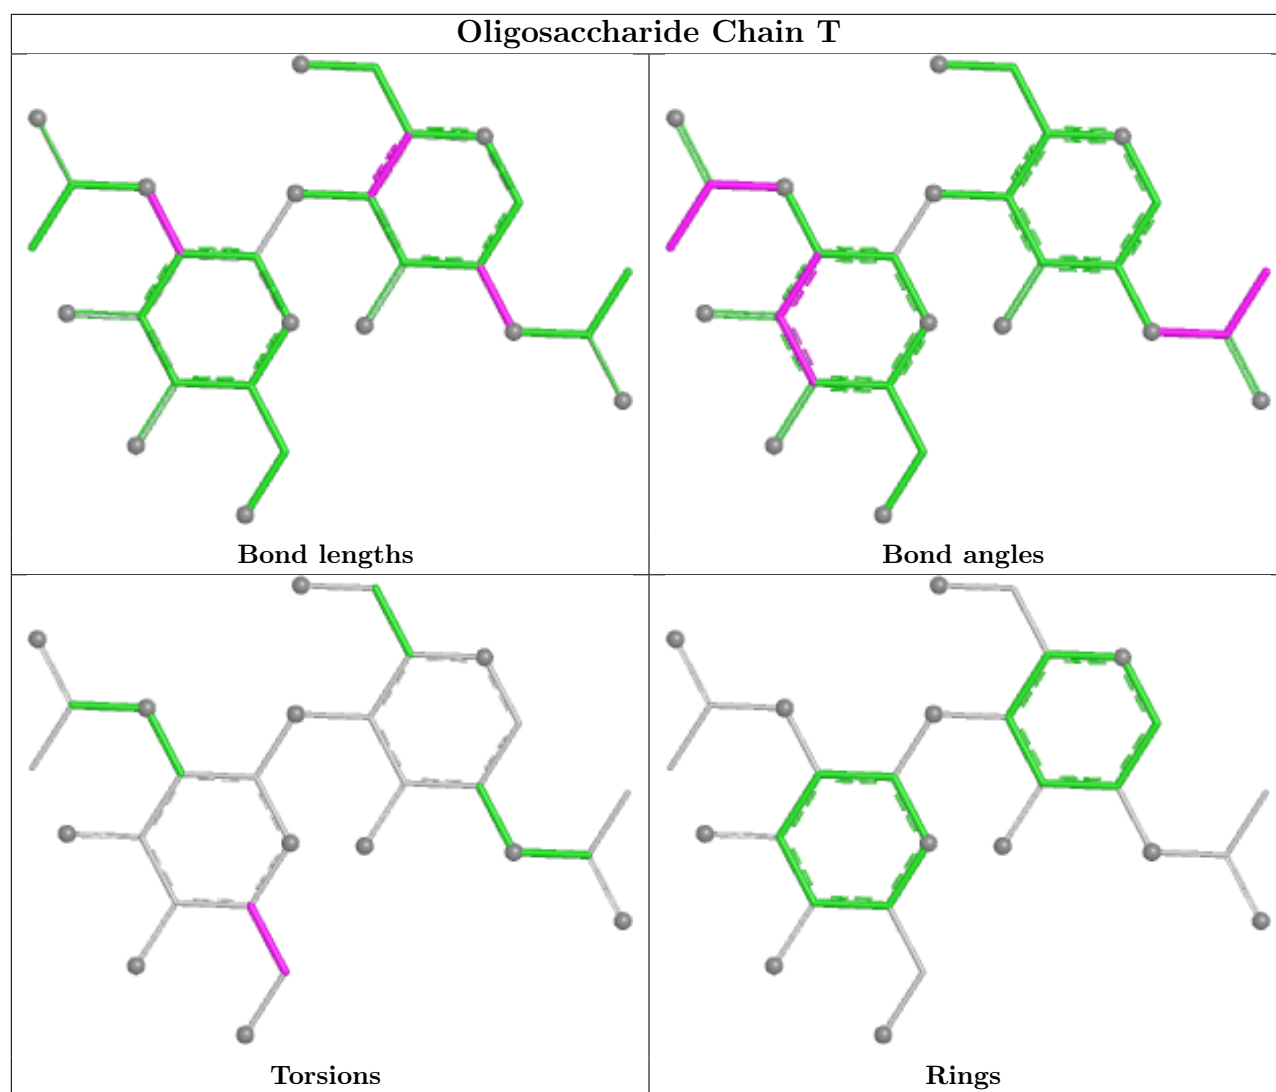 Oligosaccharide Chain T
Bond lengths
Bond angles
Torsions
Rings